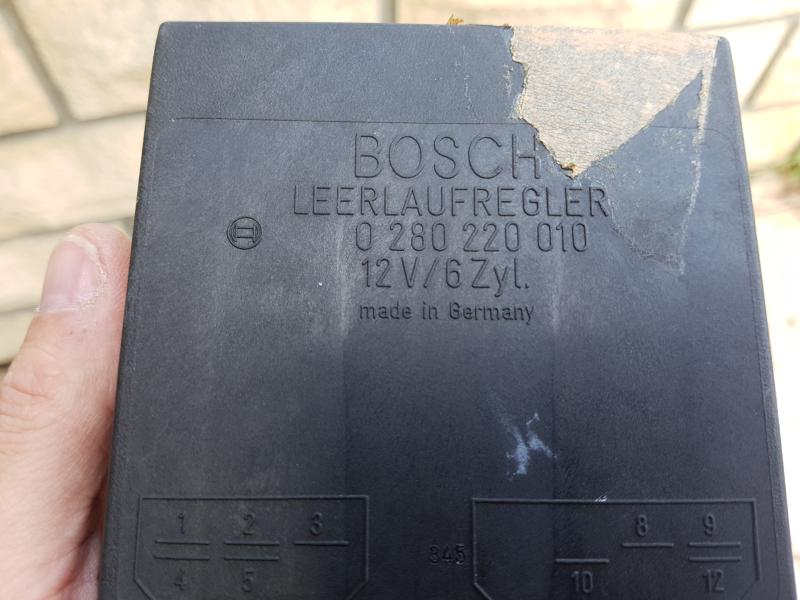 BOSCH
LEERLAUFREGLER
0 280 220 010
12V/6 Zyl.
made in Germany
1 2 3
8 9
345
4 5
10 12